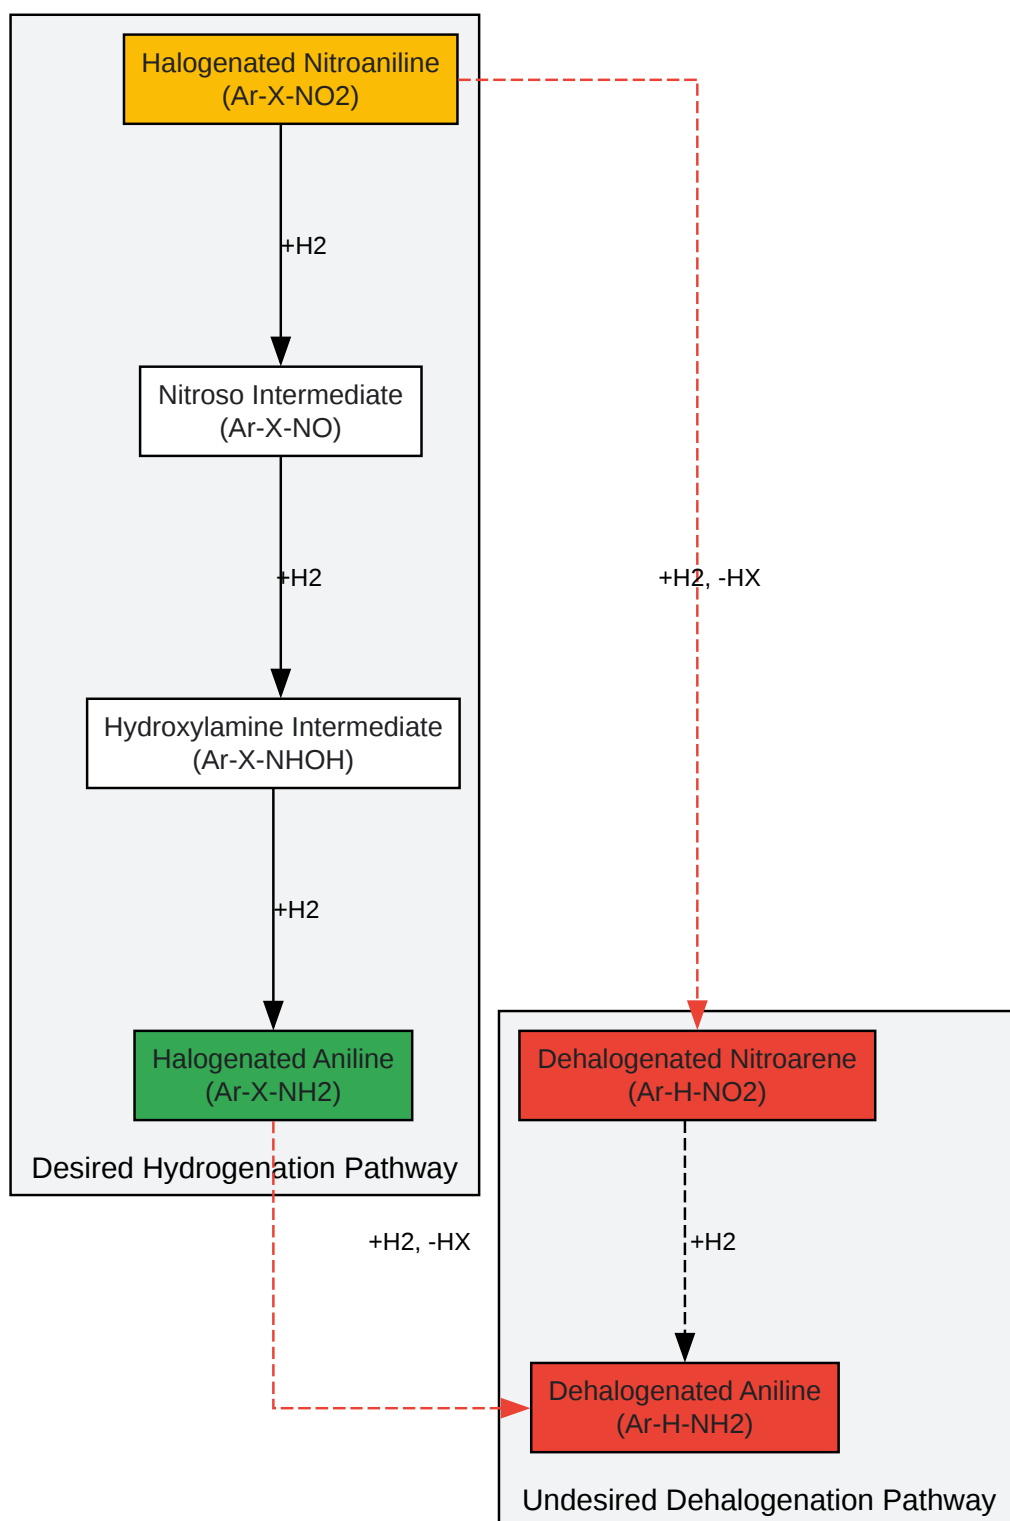 Halogenated Nitroaniline
(Ar-X-NO2)
+H2
Nitroso Intermediate
(Ar-X-NO)
+H2
+H2, -HX
Hydroxylamine Intermediate
(Ar-X-NHOH)
+H2
Halogenated Aniline
(Ar-X-NH2)
Desired Hydrogenation Pathway
Dehalogenated Nitroarene
(Ar-H-NO2)
+H2, -HX
+H2
Dehalogenated Aniline
(Ar-H-NH2)
Undesired Dehalogenation Pathway